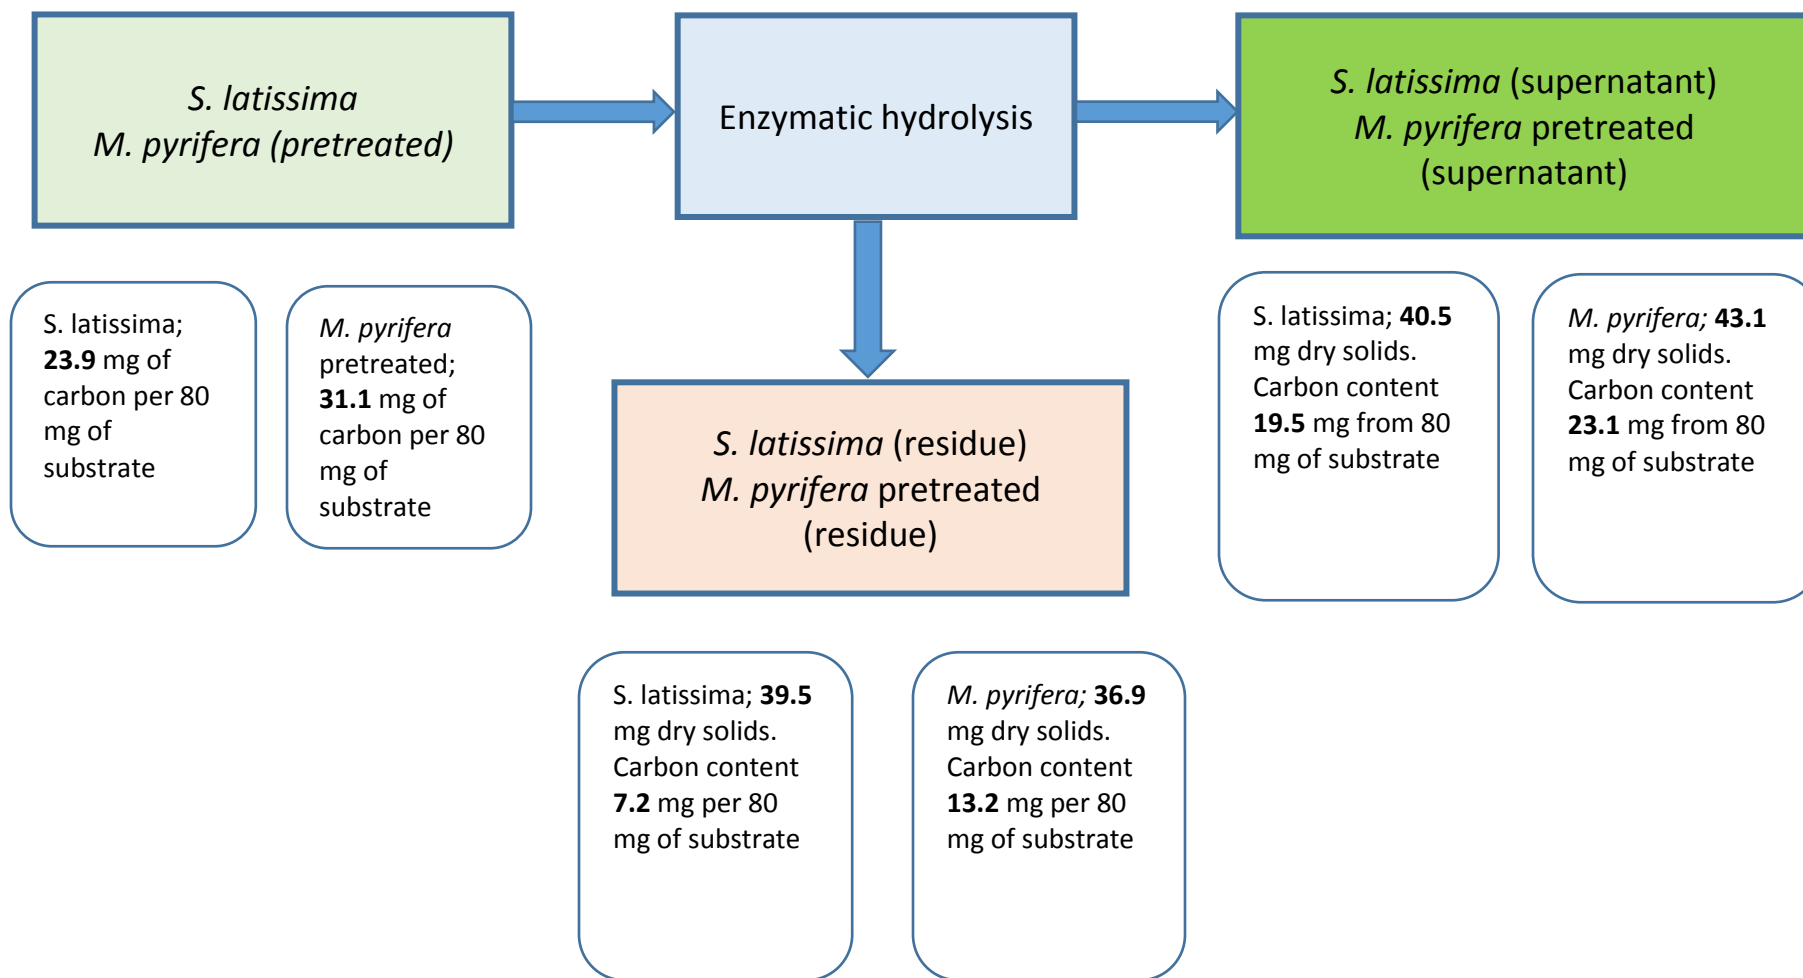 S. latissima
M. pyrifera (pretreated)
Enzymatic hydrolysis
S. latissima (supernatant)
M. pyrifera pretreated
(supernatant)
S. latissima;
23.9 mg of
carbon per 80
mg of
substrate
M. pyrifera
pretreated;
31.1 mg of
carbon per 80
mg of
substrate
S. latissima (residue)
M. pyrifera pretreated
(residue)
S. latissima; 40.5
mg dry solids.
Carbon content
19.5 mg from 80
mg of substrate
M. pyrifera; 43.1
mg dry solids.
Carbon content
23.1 mg from 80
mg of substrate
S. latissima; 39.5
mg dry solids.
Carbon content
7.2 mg per 80
mg of substrate
M. pyrifera; 36.9
mg dry solids.
Carbon content
13.2 mg per 80
mg of substrate